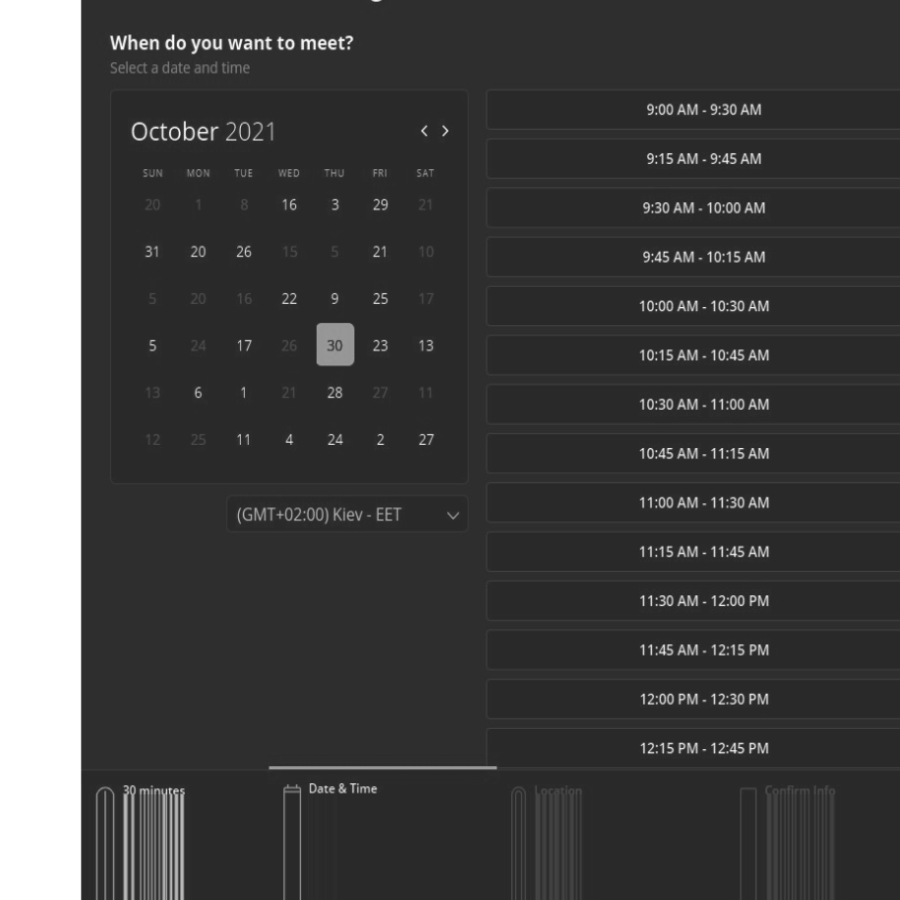 When do you want to meet?
Select a date and time
October 2021
SUN MON TUE WED THU FRI SAT
20 1 8 16 3 29 21
31 20 26 15 5 21 10
5 20 16 22 9 25 17
5 24 17 26 30 23 13
13 6 1 21 28 27 11
12 25 11 4 24 2 27
(GMT+02:00) Kiev - EET
9:00 AM - 9:30 AM
9:15 AM - 9:45 AM
9:30 AM - 10:00 AM
9:45 AM - 10:15 AM
10:00 AM - 10:30 AM
10:15 AM - 10:45 AM
10:30 AM - 11:00 AM
10:45 AM - 11:15 AM
11:00 AM - 11:30 AM
11:15 AM - 11:45 AM
11:30 AM - 12:00 PM
11:45 AM - 12:15 PM
12:00 PM - 12:30 PM
12:15 PM - 12:45 PM
30 minutes
Date & Time
Location
Confirm Info